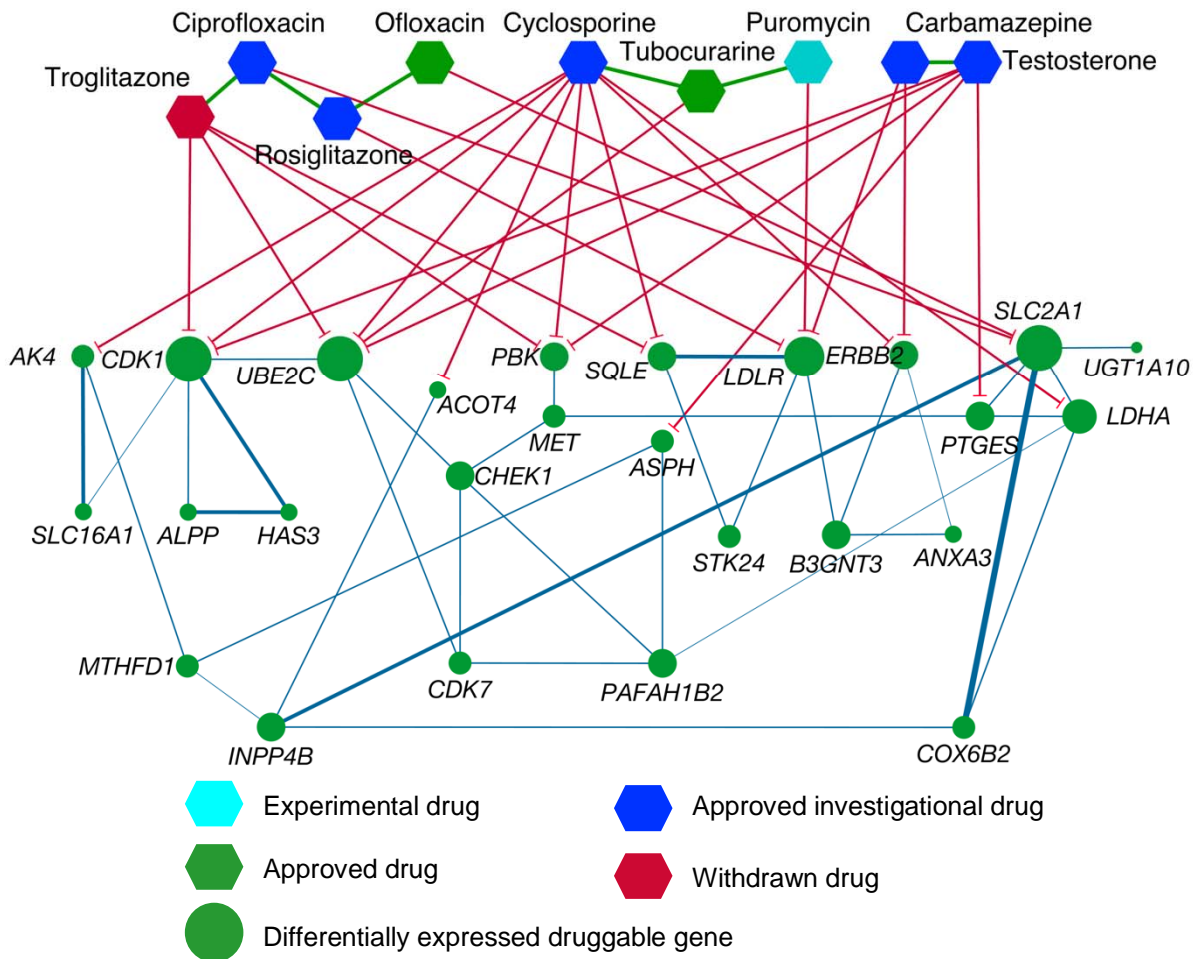 Ciprofloxacin
Ofloxacin
Cyclosporine
Puromycin
Carbamazepine
Troglitazone
Tubocurarine
Testosterone
Rosiglitazone
SLC2A1
AK4
CDK1
UBE2C
PBK
SQLE
LDLR
ERBB2
UGT1A10
ACOT4
MET
ASPH
PTGES
LDHA
CHEK1
SLC16A1
ALPP
HAS3
STK24
B3GNT3
ANXA3
MTHFD1
CDK7
PAFAH1B2
INPP4B
COX6B2
Experimental drug
Approved investigational drug
Approved drug
Withdrawn drug
Differentially expressed druggable gene